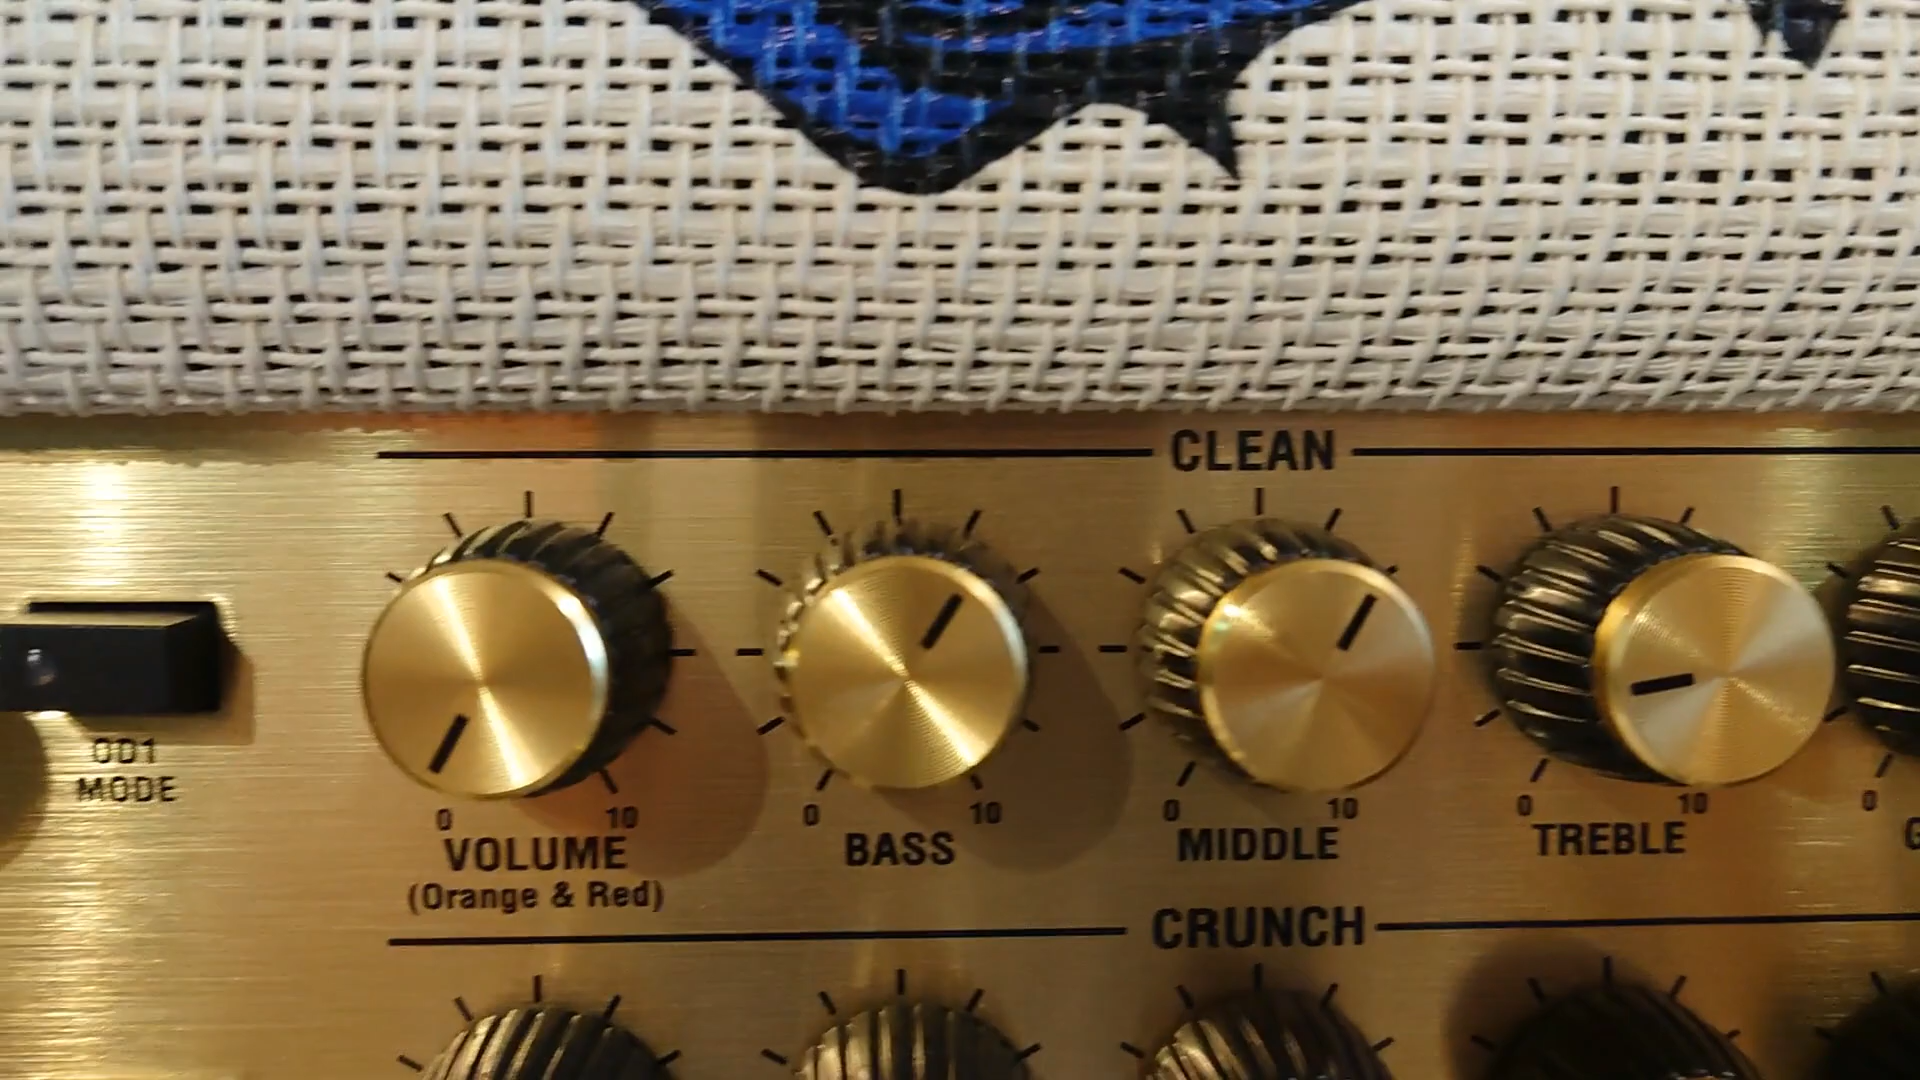 CLEAN
OD1
MODE
0 10
VOLUME
(Orange & Red)
0 10
BASS
0 10
MIDDLE
0 10
TREBLE
0
CRUNCH